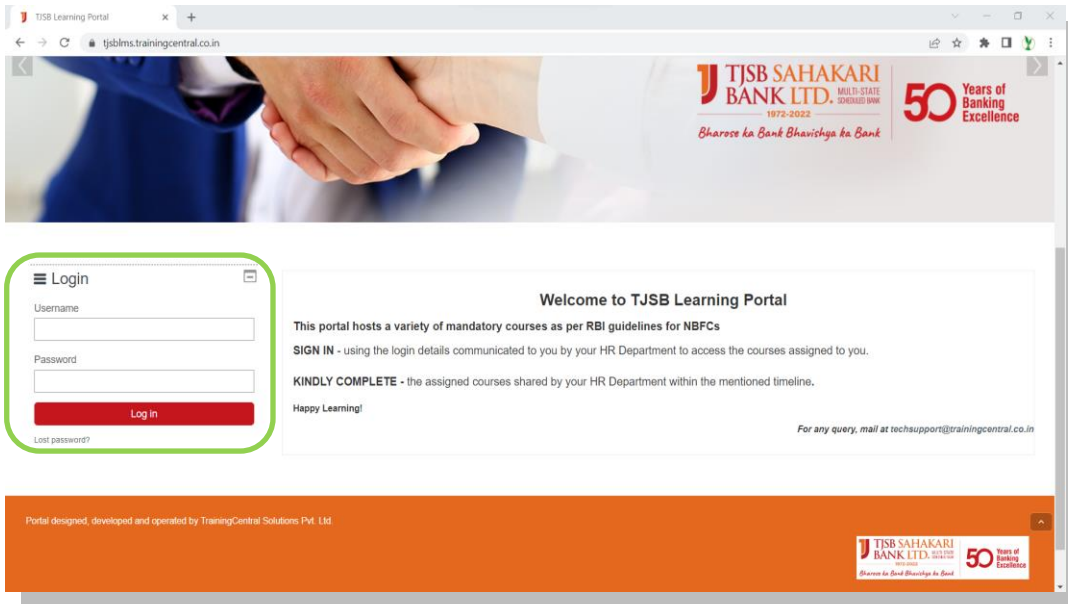 TJSB Learning Portal
tjsblms.trainingcentral.co.in
TJSB SAHAKARI
BANK LTD. MULTI-STATE SCHEDULED BANK
1972-2022
Bharose ka Bank Bhavishya ka Bank
50 Years of Banking Excellence
Login
Username
Password
Log in
Lost password?
Welcome to TJSB Learning Portal
This portal hosts a variety of mandatory courses as per RBI guidelines for NBFCs
SIGN IN - using the login details communicated to you by your HR Department to access the courses assigned to you.
KINDLY COMPLETE - the assigned courses shared by your HR Department within the mentioned timeline.
Happy Learning!
For any query, mail at techsupport@trainingcentral.co.in
Portal designed, developed and operated by TrainingCentral Solutions Pvt. Ltd.
TJSB SAHAKARI
BANK LTD. MULTI-STATE SCHEDULED BANK
1972-2022
Bharose ka Bank Bhavishya ka Bank
50 Years of Banking Excellence